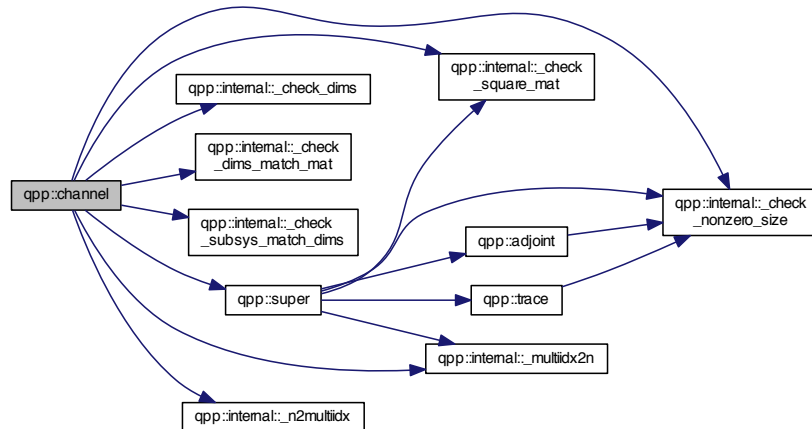 qpp::internal::_check
_square_mat
qpp::internal::_check_dims
qpp::internal::_check
_dims_match_mat
qpp::channel
qpp::internal::_check
_nonzero_size
qpp::internal::_check
_subsys_match_dims
qpp::adjoint
qpp::super
qpp::trace
qpp::internal::_multiidx2n
qpp::internal::_n2multiidx